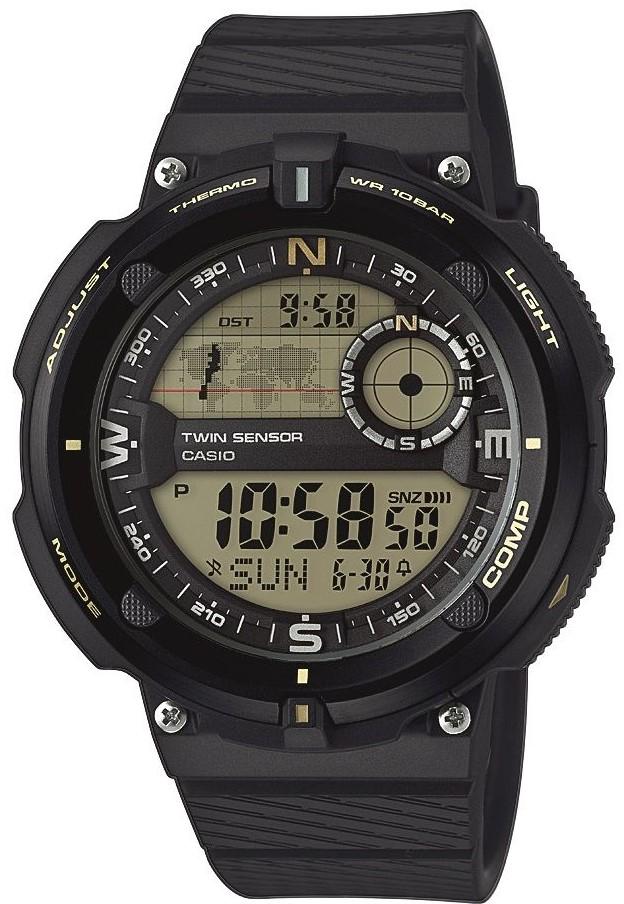 THERMO
WR 10BAR
ADJUST
LIGHT
N
330
30
DST 9:58
300
N
60
W
E
S
W
TWIN SENSOR
E
CASIO
P
10:58 50
SNZ
240
120
COMP
SUN 6-30
MODE
210
S
150